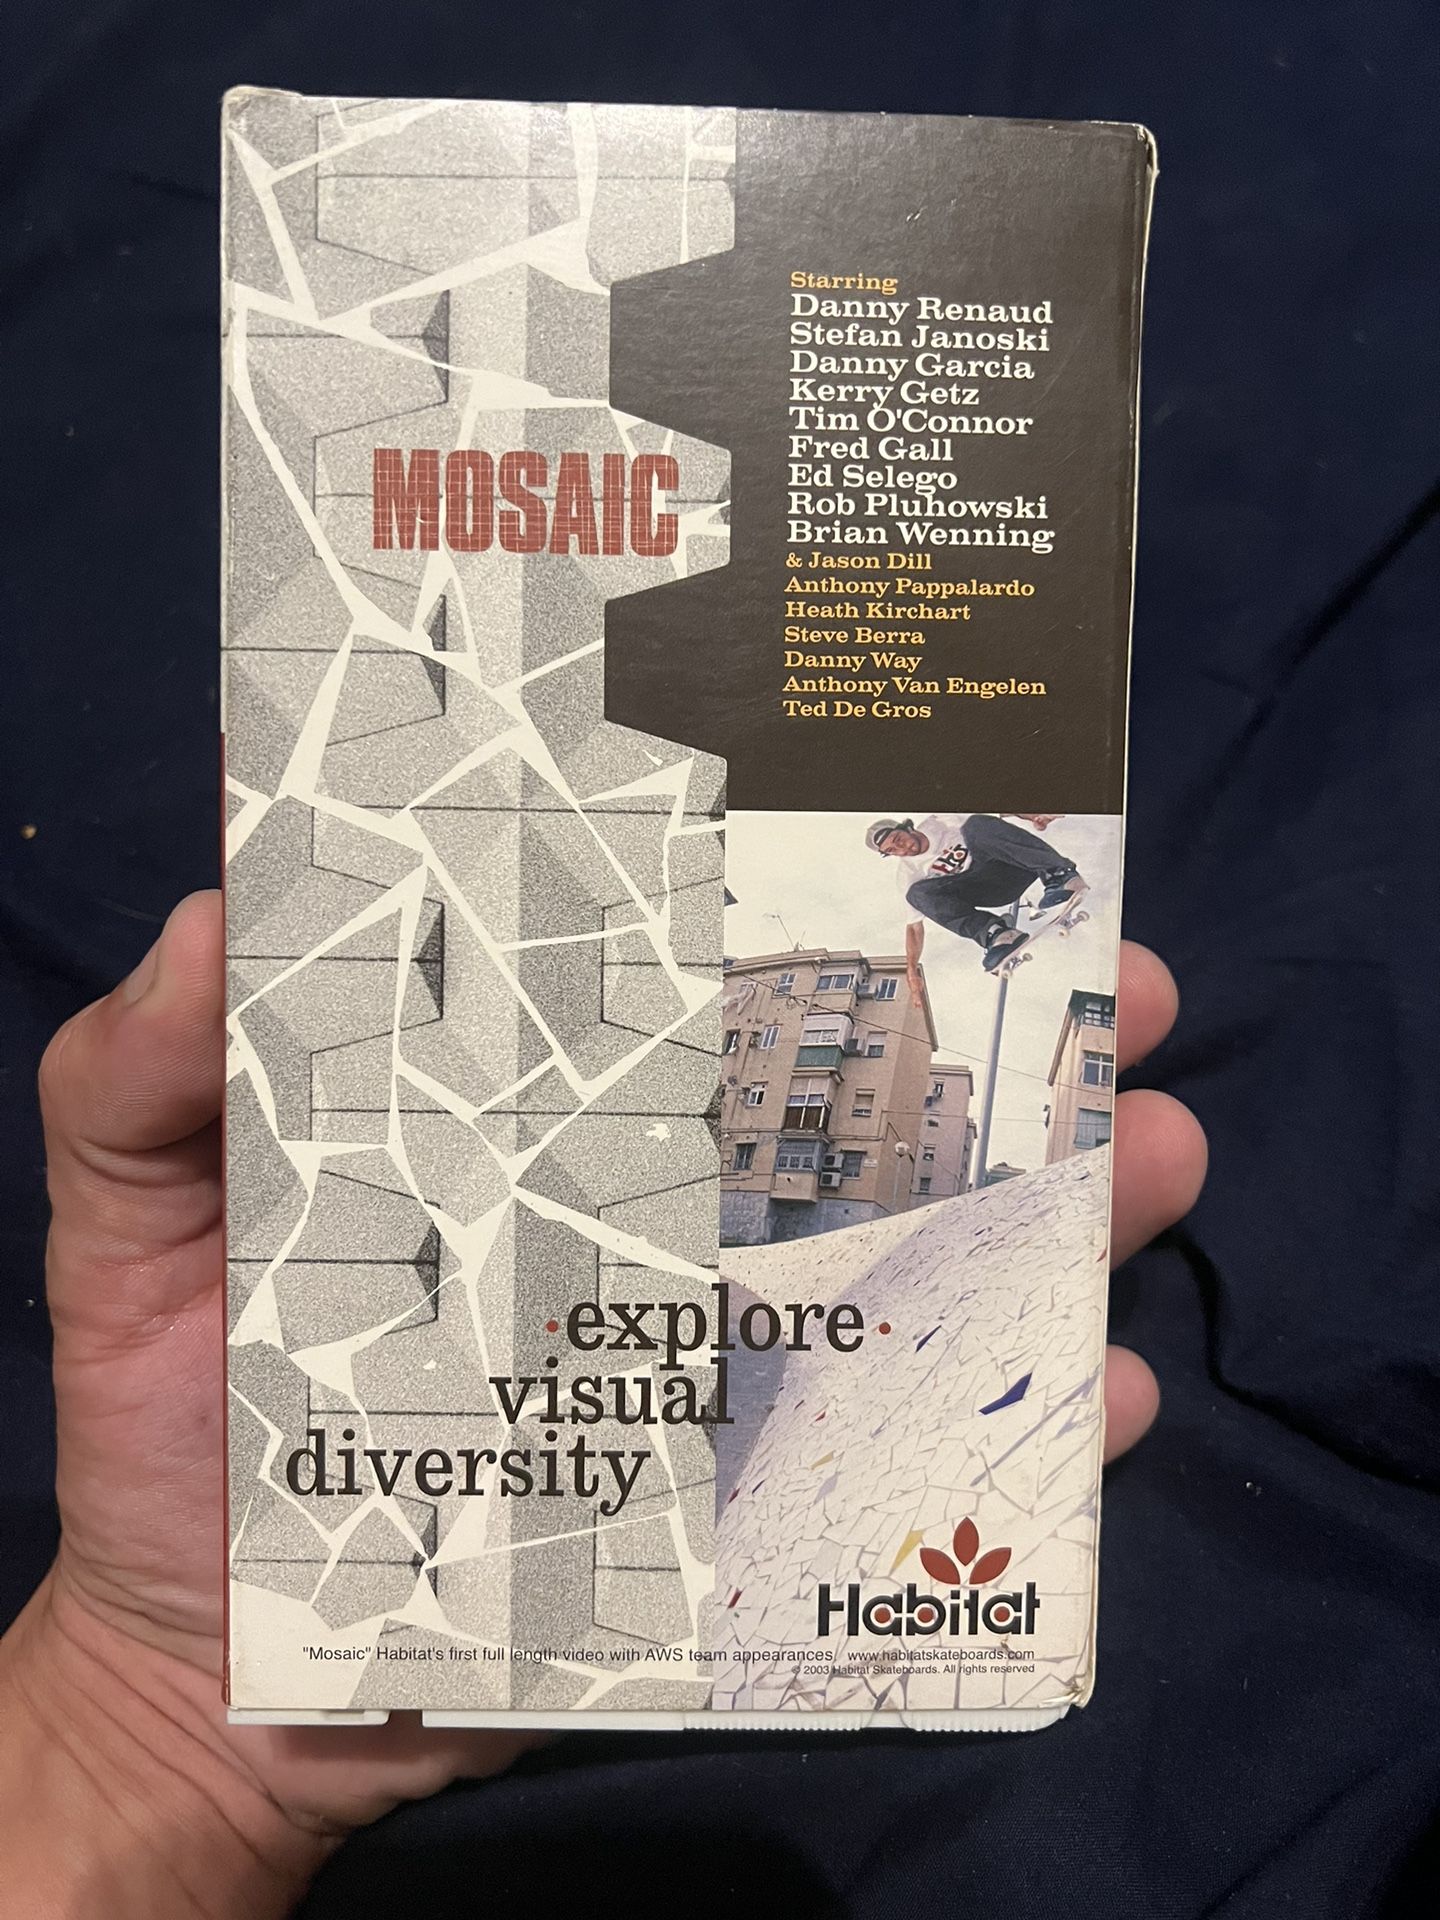 MOSAIC
Starring
Danny Renaud
Stefan Janoski
Danny Garcia
Kerry Getz
Tim O'Connor
Fred Gall
Ed Selego
Rob Pluhowski
Brian Wenning
& Jason Dill
Anthony Pappalardo
Heath Kirchart
Steve Berra
Danny Way
Anthony Van Engelen
Ted De Gros
•explore•
visual
diversity
Habitat
"Mosaic" Habitat's first full length video with AWS team appearances. www.habitatskateboards.com
© 2003 Habitat Skateboards. All rights reserved